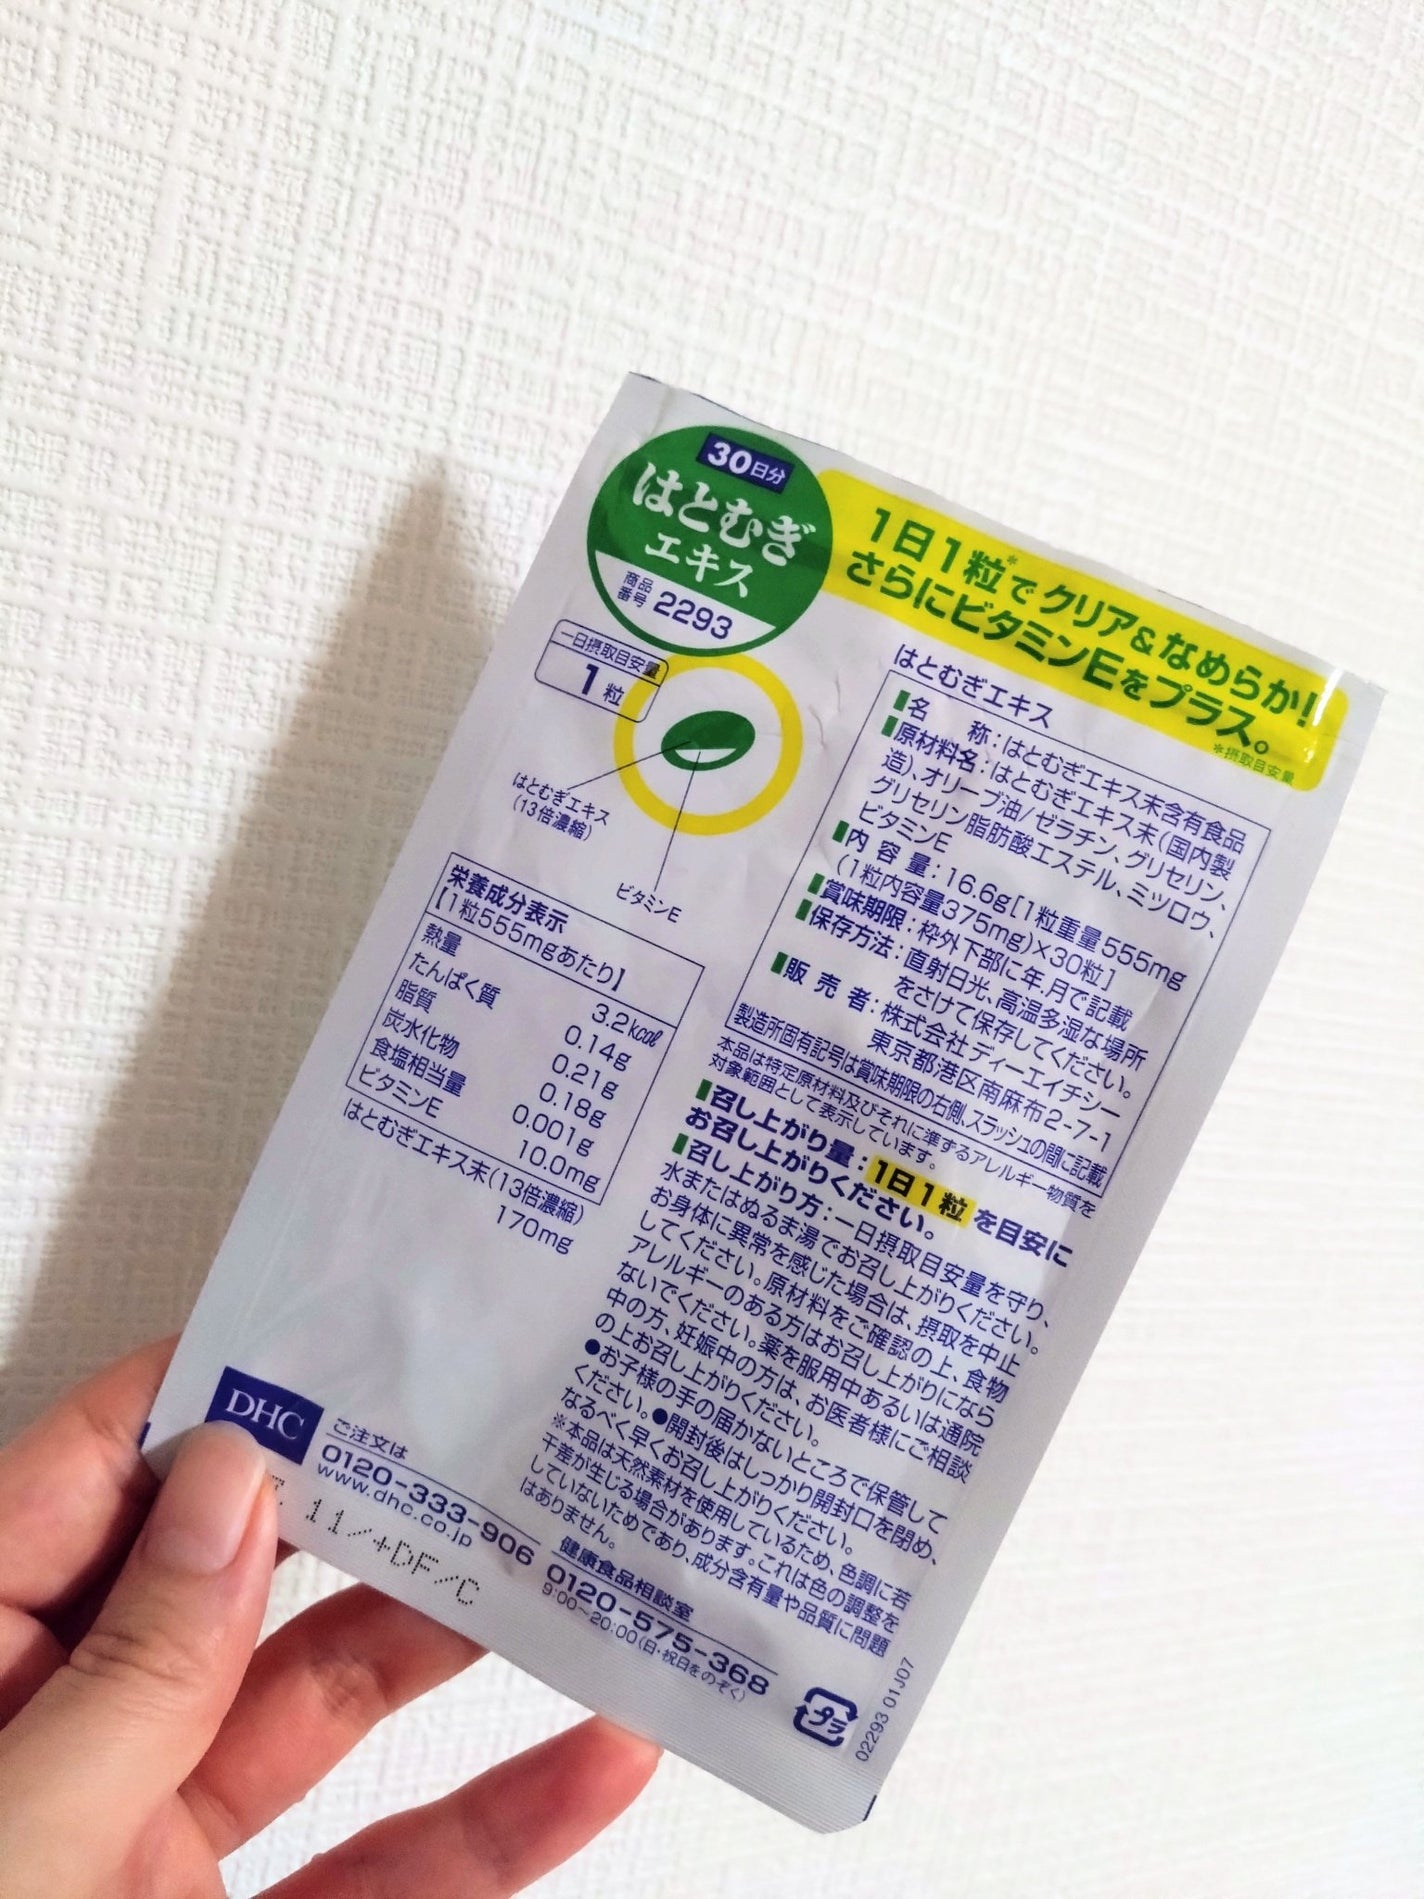 30日分
はとむぎ
エキス
商品
番号 2293
1日1粒*でクリア&なめらか!
さらにビタミンEをプラス。
*摂取目安量
一日摂取目安量
1粒
はとむぎエキス
(13倍濃縮)
ビタミンE
栄養成分表示
[1粒555mgあたり]
熱量 3.2kcal
たんぱく質 0.14g
脂質 0.21g
炭水化物 0.18g
食塩相当量 0.001g
ビタミンE 10.0mg
はとむぎエキス末(13倍濃縮)
170mg
はとむぎエキス
名 称:はとむぎエキス末含有食品
原材料名:はとむぎエキス末(国内製
造)、オリーブ油/ゼラチン、グリセリン、
グリセリン脂肪酸エステル、ミツロウ、
ビタミンE
内容量:16.6g[1粒重量555mg
(1粒内容量375mg)×30粒]
賞味期限:枠外下部に年.月で記載
保存方法:直射日光、高温多湿な場所
をさけて保存してください。
販売者:株式会社ディーエイチシー
東京都港区南麻布2-7-1
製造所固有記号は賞味期限の右側、スラッシュの間に記載
本品は特定原材料及びそれに準ずるアレルギー物質を
対象範囲として表示しています。
召し上がり量:1日1粒を目安に
お召し上がりください。
召し上がり方:一日摂取目安量を守り、
水またはぬるま湯でお召し上がりください。
お身体に異常を感じた場合は、摂取を中止
してください。原材料をご確認の上、食物
アレルギーのある方はお召し上がりになら
ないでください。薬を服用中あるいは通院
中の方、妊娠中の方は、お医者様にご相談
の上お召し上がりください。
●お子様の手の届かないところで保管して
ください。●開封後はしっかり開封口を閉め、
なるべく早くお召し上がりください。
※本品は天然素材を使用しているため、色調に若
干差が生じる場合があります。これは色の調整を
していないためであり、成分含有量や品質に問題
はありません。
DHC
ご注文は
0120-333-906
www.dhc.co.jp
11/+DF/C
健康食品相談室
0120-575-368
9:00〜20:00(日・祝日をのぞく)
プラ
02293 01J07